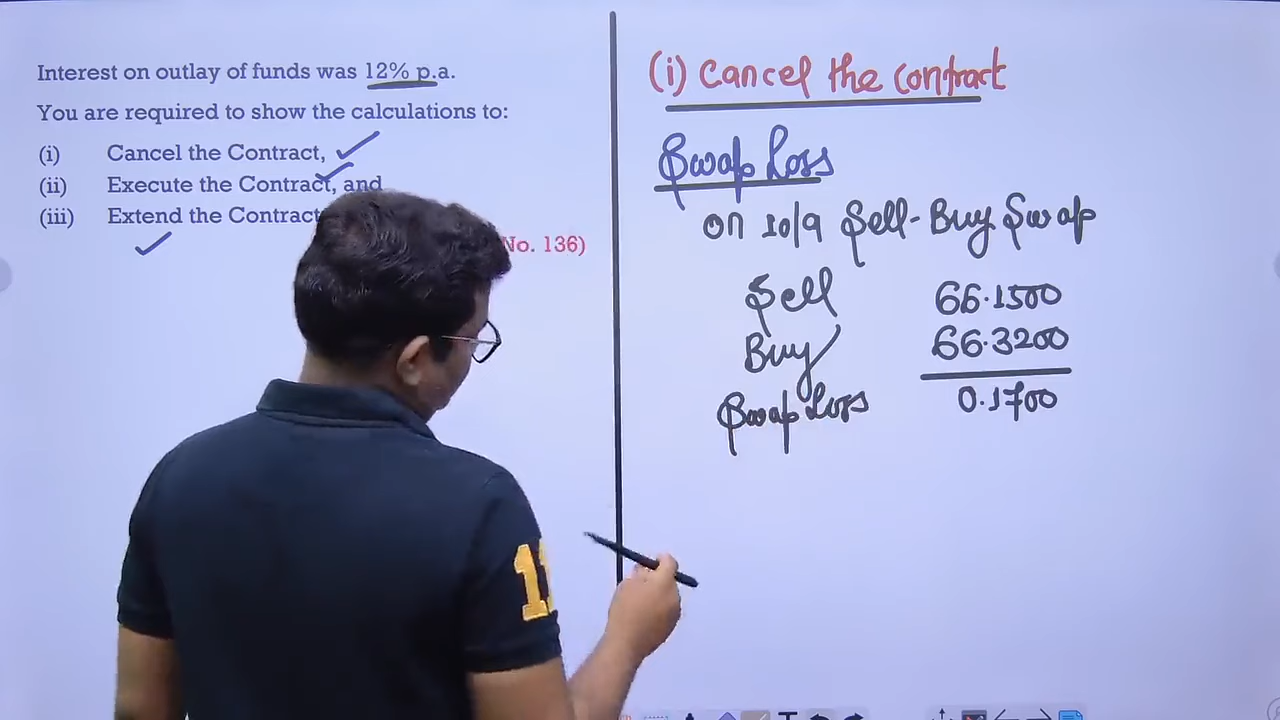 Interest on outlay of funds was 12% p.a.
You are required to show the calculations to:
(i) Cancel the Contract,
(ii) Execute the Contract, and
(iii) Extend the Contract
No. 136)
(i) Cancel the contract
Swap Loss
on 10/9 Sell-Buy Swap
Sell 66.1500
Buy 66.3200
Swap Loss 0.1700
11